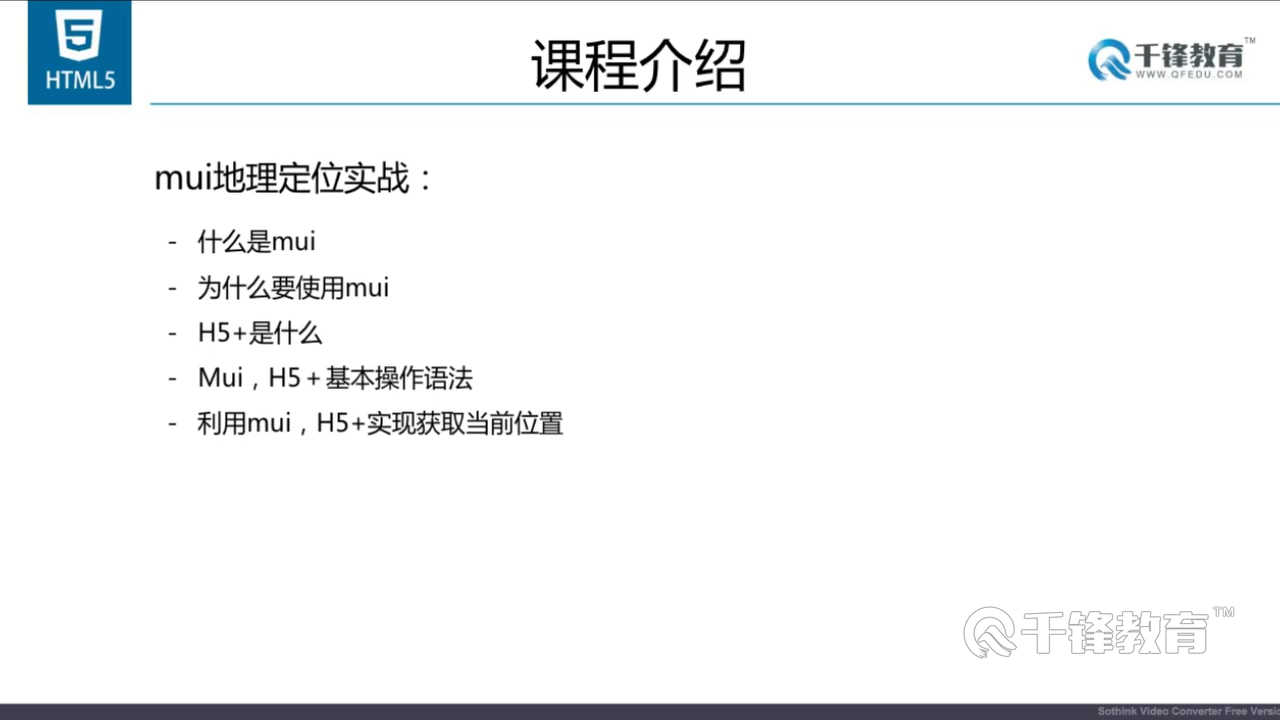 HTML5
课程介绍
千锋教育™
WWW.QFEDU.COM
mui地理定位实战：
- 什么是mui
- 为什么要使用mui
- H5+是什么
- Mui，H5＋基本操作语法
- 利用mui，H5+实现获取当前位置
千锋教育™
Sothink Video Converter Free Versio